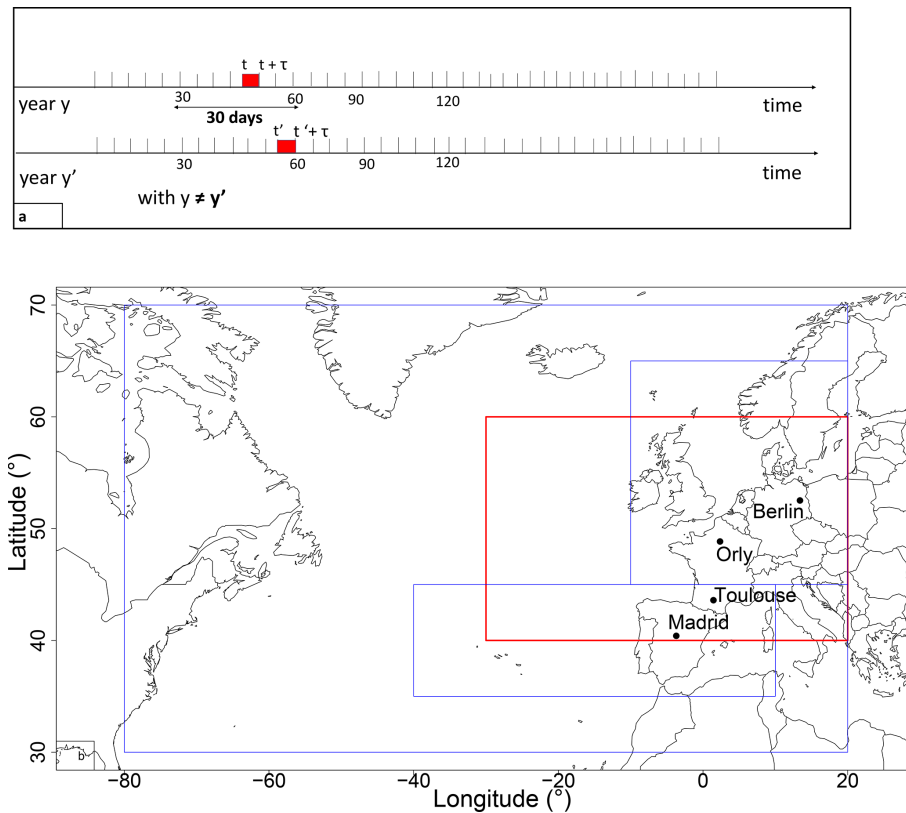 t t + τ
year y 30 60 90 120 time
30 days
t' t '+ τ
year y' 30 60 90 120 time
with y ≠ y'
a
70
60
50
40
30
Latitude (°)
Berlin
Orly
Toulouse
Madrid
b
−80 −60 −40 −20 0 20
Longitude (°)